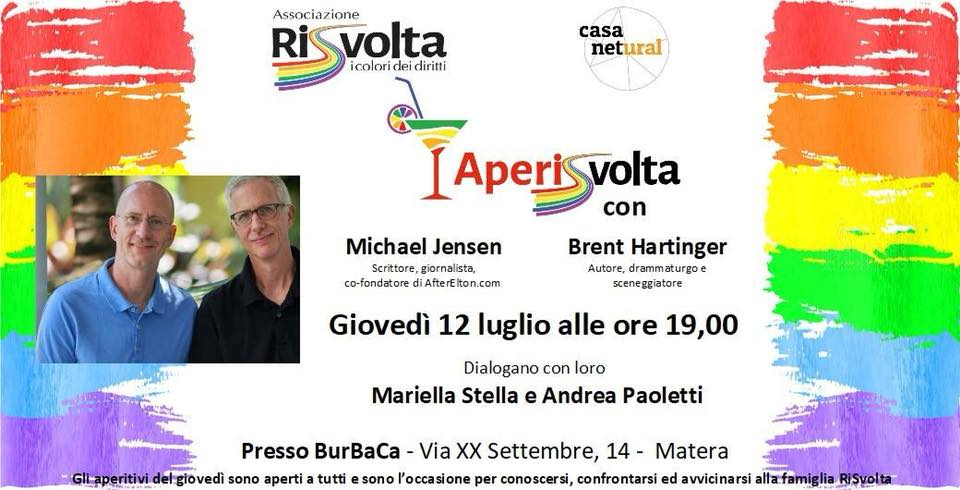 Associazione
RiSvolta
i colori dei diritti
casa
netural
AperiSvolta
con
Michael Jensen
Scrittore, giornalista,
co-fondatore di AfterElton.com
Brent Hartinger
Autore, drammaturgo e
sceneggiatore
Giovedì 12 luglio alle ore 19,00
Dialogano con loro
Mariella Stella e Andrea Paoletti
Presso BurBaCa - Via XX Settembre, 14 - Matera
Gli aperitivi del giovedì sono aperti a tutti e sono l’occasione per conoscersi, confrontarsi ed avvicinarsi alla famiglia RiSvolta